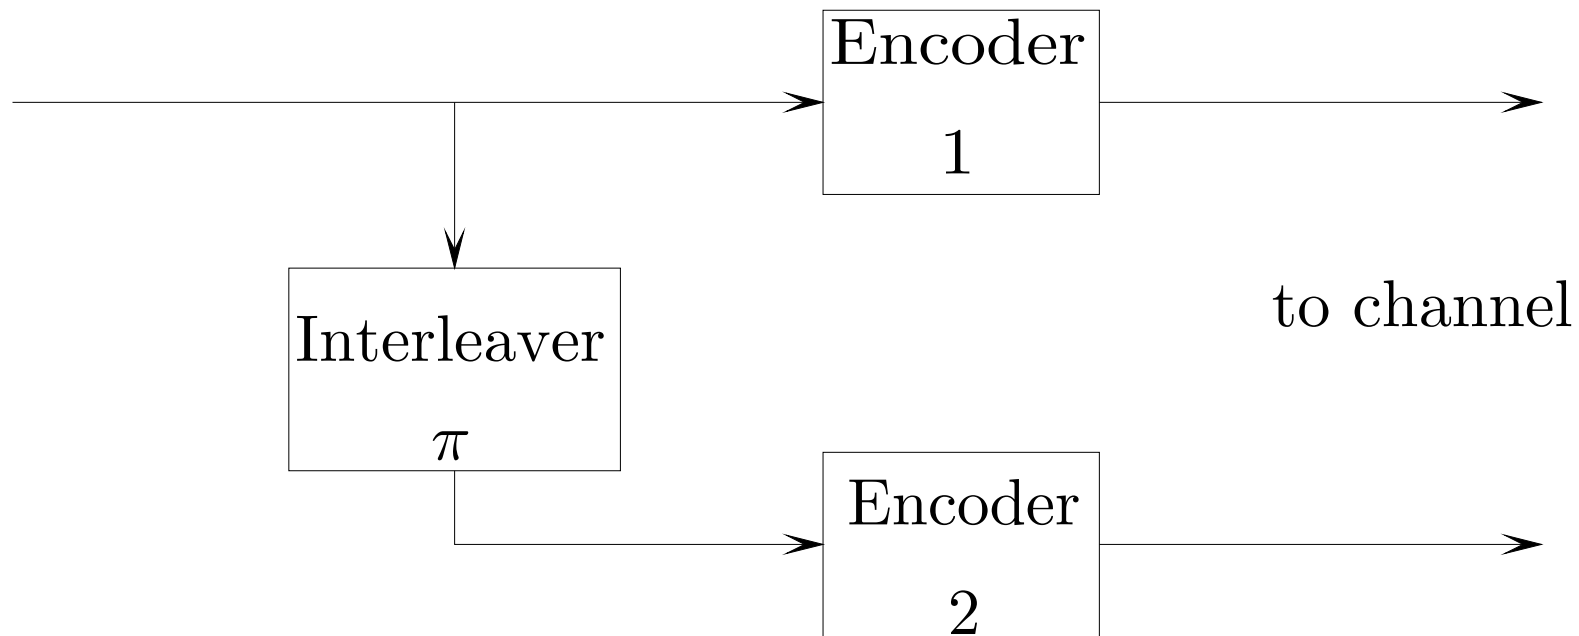 Encoder
1
Interleaver
π
to channel
Encoder
2